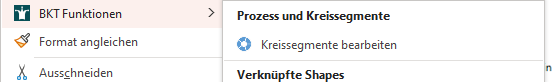 BKT Funktionen
Prozess und Kreissegmente
Format angleichen
Kreissegmente bearbeiten
Ausschneiden
Verknüpfte Shapes
n